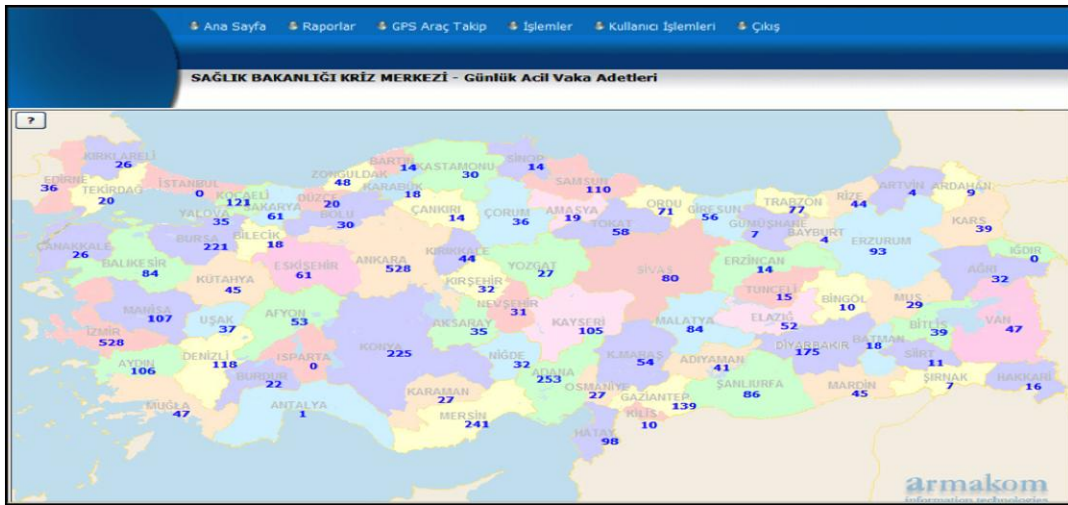 Ana Sayfa Raporlar GPS Araç Takip İşlemler Kullanıcı İşlemleri Çıkış
SAĞLIK BAKANLIĞI KRİZ MERKEZİ - Günlük Acil Vaka Adetleri
?
KIRKLARELİ
26
EDİRNE
36
TEKİRDAĞ
20
İSTANBUL
0
KOCAELİ
121
YALOVA
35
SAKARYA
61
DÜZCE
20
ZONGULDAK
48
BARTIN
14
KARABÜK
18
BOLU
30
KASTAMONU
30
SİNOP
14
ÇANKIRI
14
ÇORUM
36
SAMSUN
110
AMASYA
19
TOKAT
58
ORDU
71
GİRESUN
56
TRABZON
77
GÜMÜŞHANE
7
BAYBURT
4
RİZE
44
ARTVİN
4
ARDAHAN
9
KARS
39
IĞDIR
0
ERZURUM
93
AĞRI
32
ÇANAKKALE
26
BURSA
221
BİLECİK
18
BALIKESİR
84
KÜTAHYA
45
ESKİŞEHİR
61
ANKARA
528
KIRIKKALE
44
KIRŞEHİR
32
YOZGAT
27
SİVAS
80
ERZİNCAN
14
TUNCELİ
15
BİNGÖL
10
MUŞ
29
BİTLİS
39
VAN
47
MANİSA
107
İZMİR
528
UŞAK
37
AFYON
53
AYDIN
106
DENİZLİ
118
ISPARTA
0
BURDUR
22
KONYA
225
AKSARAY
35
NEVŞEHİR
31
KAYSERİ
105
NİĞDE
32
MALATYA
84
ELAZIĞ
52
DİYARBAKIR
175
BATMAN
18
SİİRT
11
ŞIRNAK
7
HAKKARİ
16
MUĞLA
47
ANTALYA
1
KARAMAN
27
MERSİN
241
ADANA
253
OSMANİYE
27
K.MARAŞ
54
ADIYAMAN
41
GAZİANTEP
139
KİLİS
10
HATAY
98
ŞANLIURFA
86
MARDİN
45
armakom
information technologies